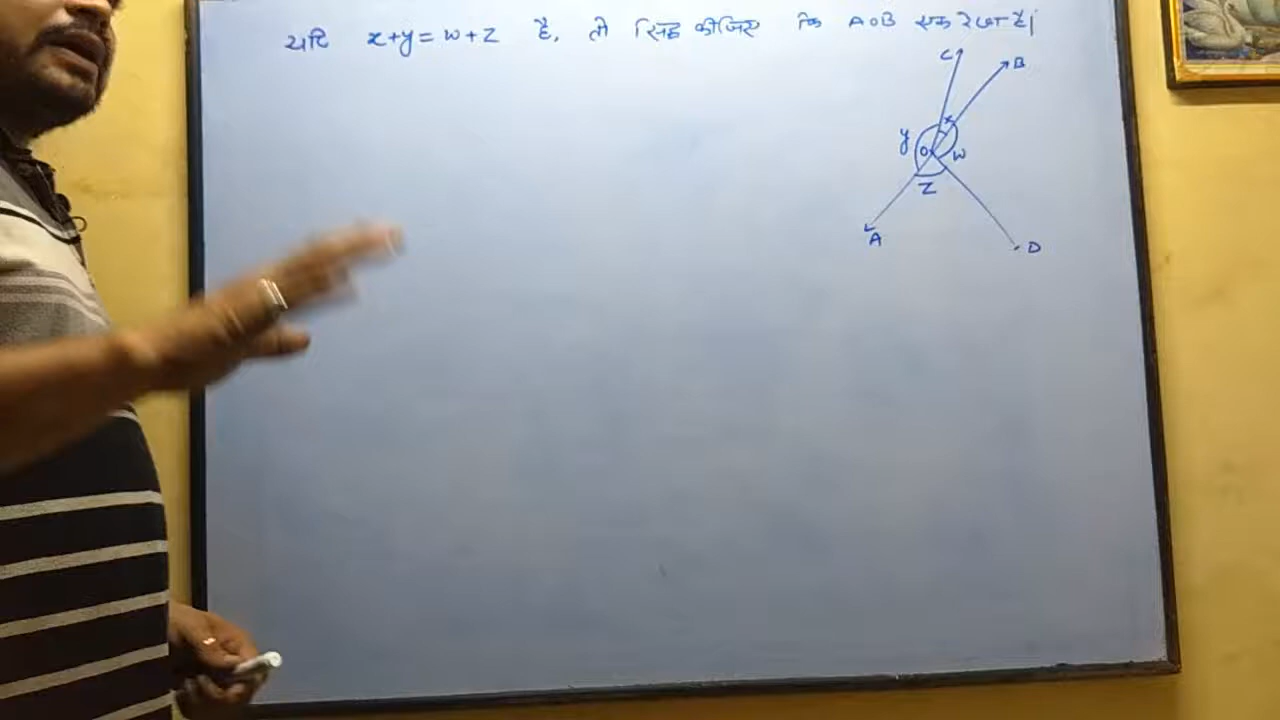 यदि x+y = w+z है, तो सिद्ध कीजिए कि AOB एक रेखा है।
C
B
x
y
O
w
z
A
D